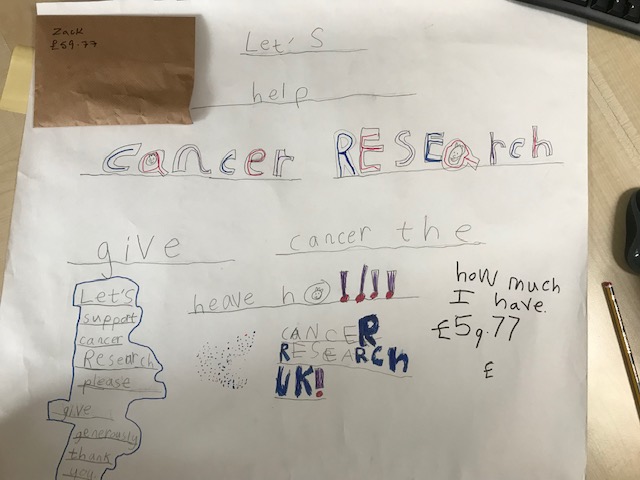 Zack
£59.77
Let's
help
cancer RESEarch
give cancer the
heave ho!!!!
Let's
support
cancer
Research
please
give
generously
thank
you
CANCER
RESEARCh
UK!
how much
I have.
£59.77
£